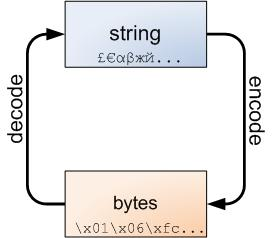 string
£€αβжй...
decode
encode
bytes
\x01\x06\xfc...